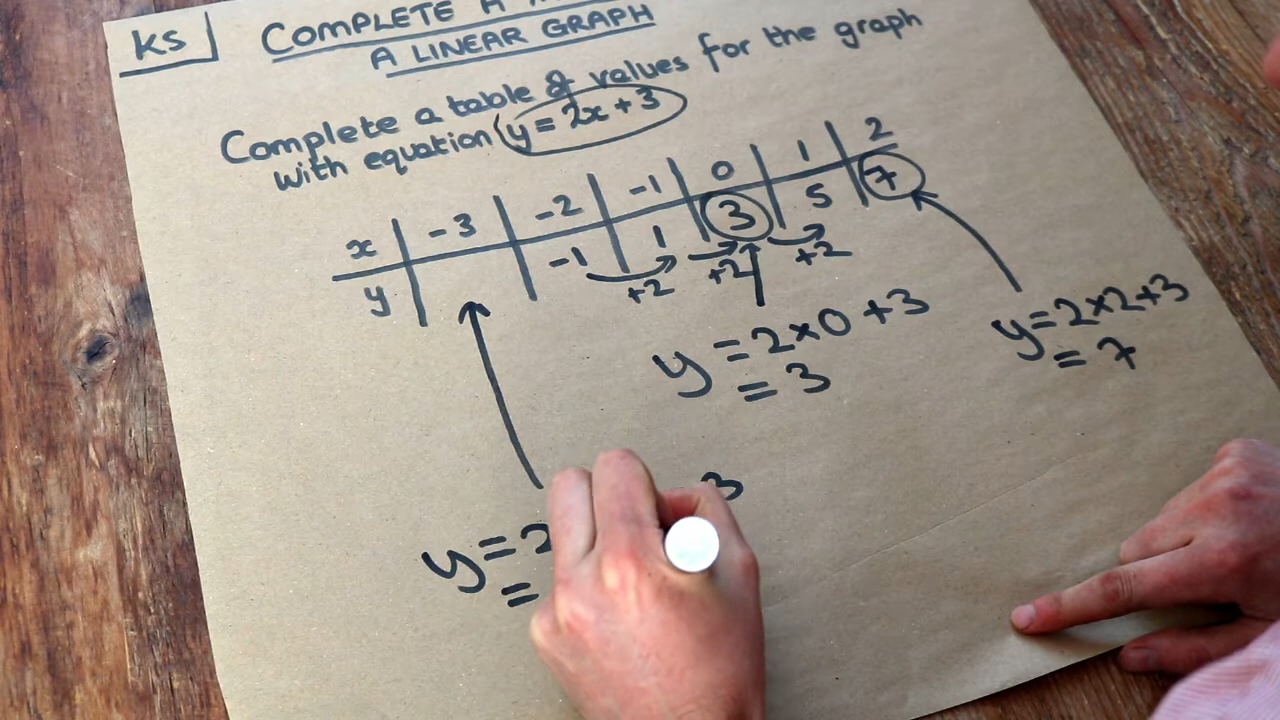 KS COMPLETE A
A LINEAR GRAPH
Complete a table of values for the graph
with equation y = 2x + 3
x -3 -2 -1 0 1 2
y -1 1 3 5 7
+2 +2 +2
y = 2×0 + 3
= 3
y = 2×2+3
= 7
y = 2 3
=